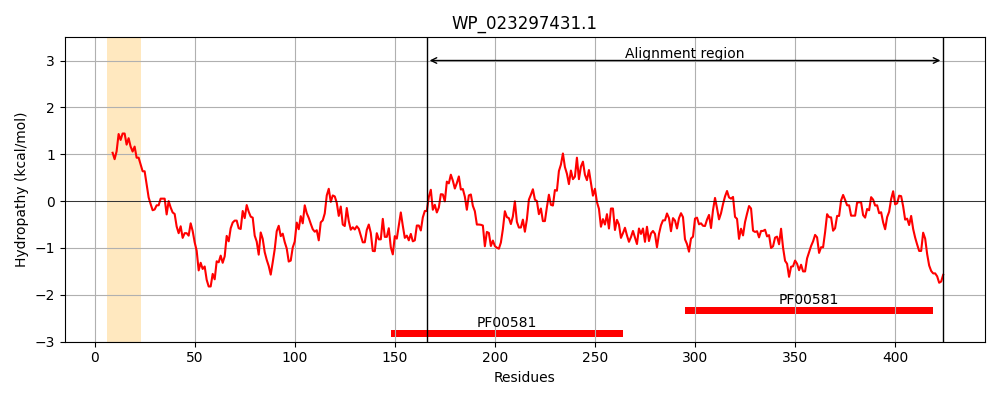 WP_023297431.1
Alignment region
3
2
1
0
−1
−2
−3
Hydropathy (kcal/mol)
PF00581
PF00581
0 50 100 150 200 250 300 350 400
Residues